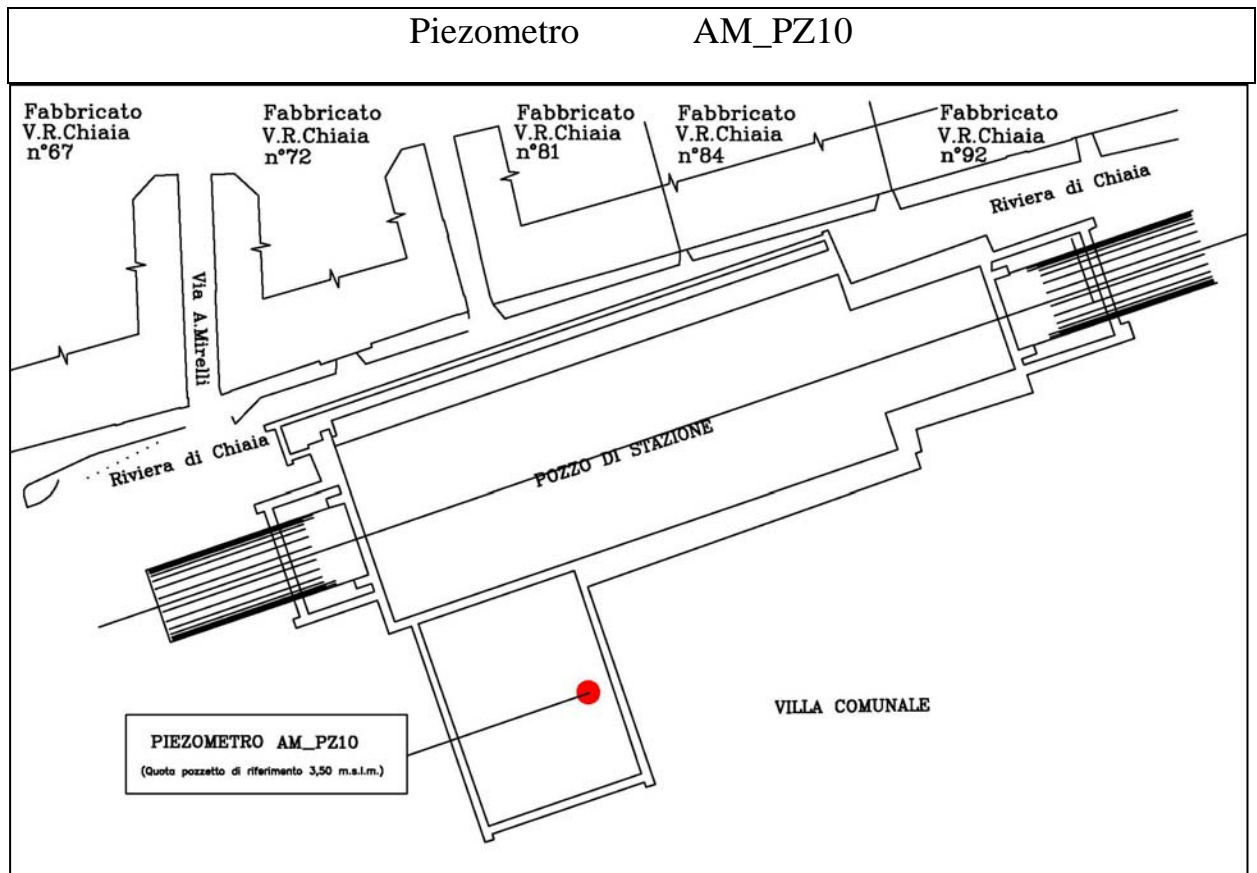 Piezometro AM_PZ10
Fabbricato
V.R.Chiaia
n°67
Fabbricato
V.R.Chiaia
n°72
Fabbricato
V.R.Chiaia
n°81
Fabbricato
V.R.Chiaia
n°84
Fabbricato
V.R.Chiaia
n°92
Riviera di Chiaia
Via A.Mirelli
Riviera di Chiaia
POZZO DI STAZIONE
VILLA COMUNALE
PIEZOMETRO AM_PZ10
(Quota pozzetto di riferimento 3,50 m.s.l.m.)